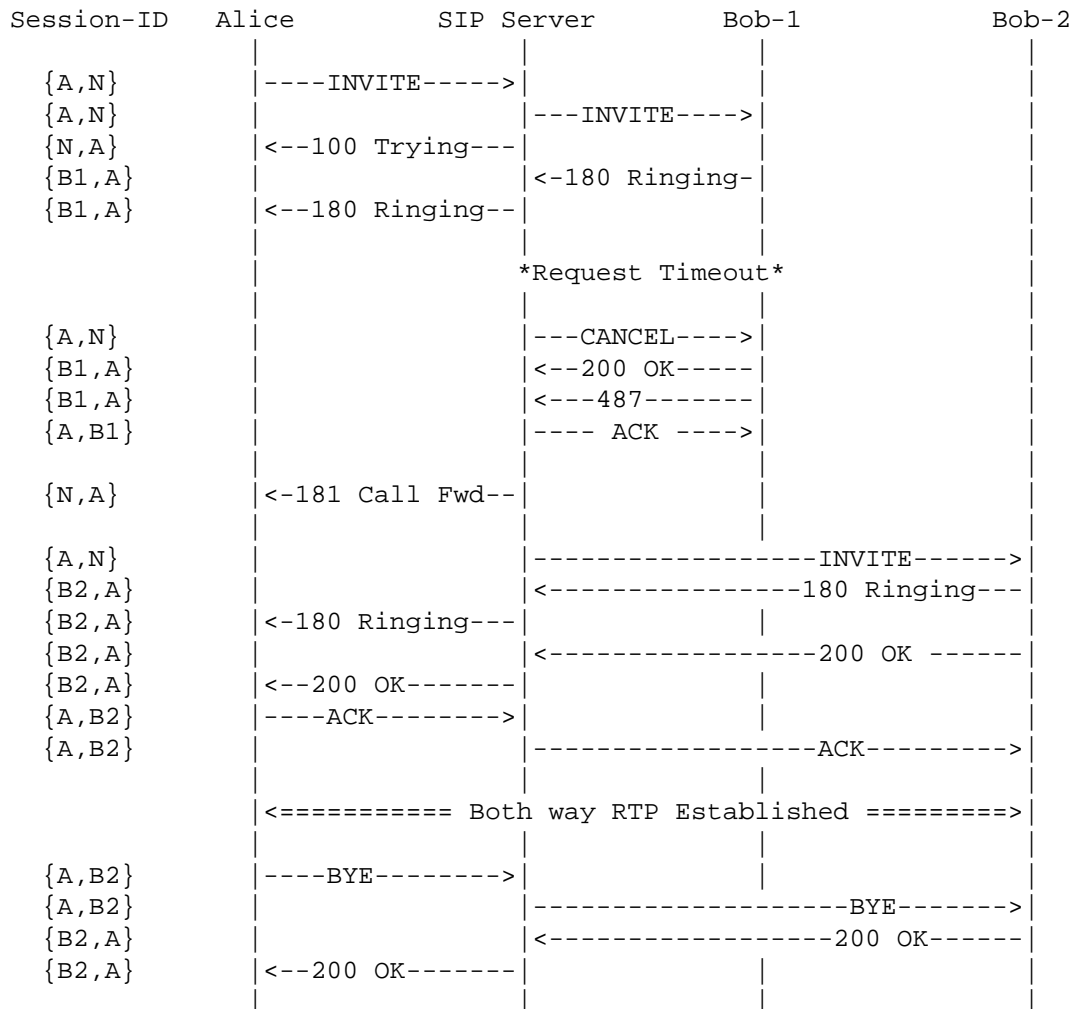 Session-ID Alice SIP Server Bob-1 Bob-2
{A,N} |----INVITE----->|
{A,N} |---INVITE---->|
{N,A} |<--100 Trying---|
{B1,A} |<-180 Ringing-|
{B1,A} |<--180 Ringing--|
*Request Timeout*
{A,N} |---CANCEL---->|
{B1,A} |<--200 OK-----|
{B1,A} |<---487-------|
{A,B1} |---- ACK ---->|
{N,A} |<-181 Call Fwd--|
{A,N} |------------------INVITE------>|
{B2,A} |<----------------180 Ringing---|
{B2,A} |<-180 Ringing---|
{B2,A} |<-----------------200 OK ------|
{B2,A} |<--200 OK-------|
{A,B2} |----ACK-------->|
{A,B2} |------------------ACK--------->|
|<=========== Both way RTP Established =========>|
{A,B2} |----BYE-------->|
{A,B2} |--------------------BYE------->|
{B2,A} |<------------------200 OK------|
{B2,A} |<--200 OK-------|